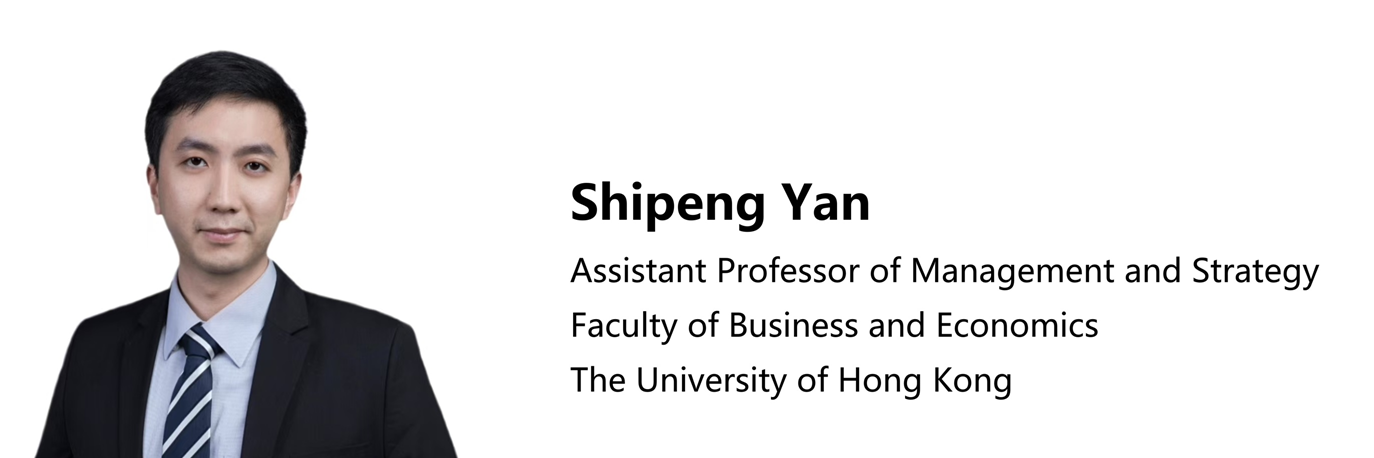 Shipeng Yan
Assistant Professor of Management and Strategy
Faculty of Business and Economics
The University of Hong Kong